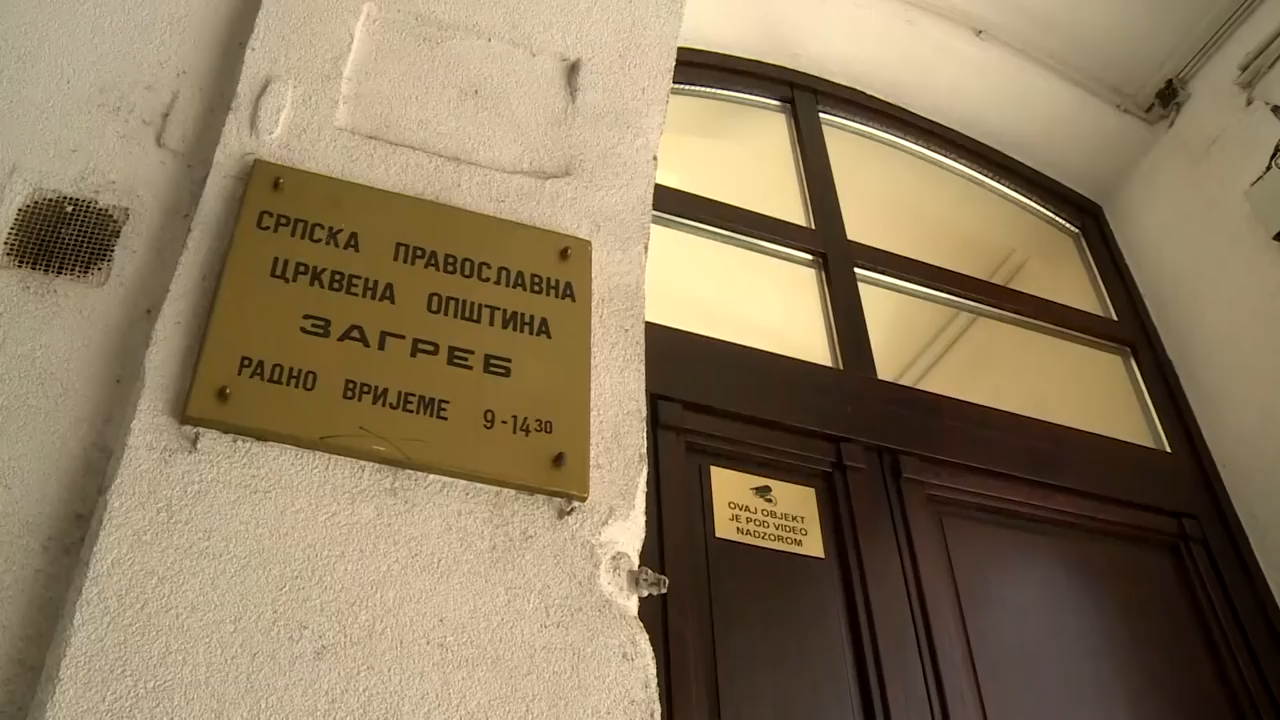 СРПСКА ПРАВОСЛАВНА
ЦРКВЕНА ОПШТИНА
ЗАГРЕБ
РАДНО ВРИЈЕМЕ 9-14³⁰
OVAJ OBJEKT
JE POD VIDEO
NADZOROM